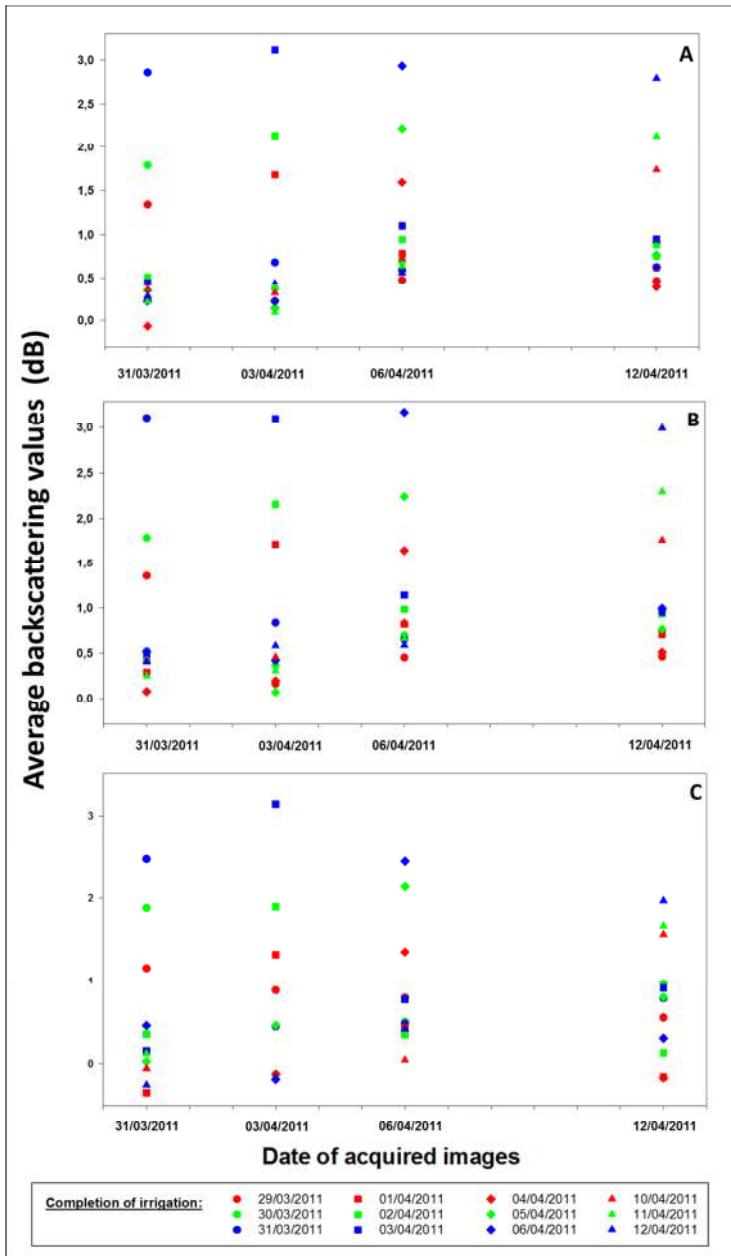 Average backscattering values (dB)
A
3,0
2,5
2,0
1,5
1,0
0,5
0,0
31/03/2011 03/04/2011 06/04/2011 12/04/2011
B
3,0
2,5
2,0
1,5
1,0
0,5
0,0
31/03/2011 03/04/2011 06/04/2011 12/04/2011
C
3
2
1
0
31/03/2011 03/04/2011 06/04/2011 12/04/2011
Date of acquired images
Completion of irrigation: 29/03/2011 01/04/2011 04/04/2011 10/04/2011
30/03/2011 02/04/2011 05/04/2011 11/04/2011
31/03/2011 03/04/2011 06/04/2011 12/04/2011